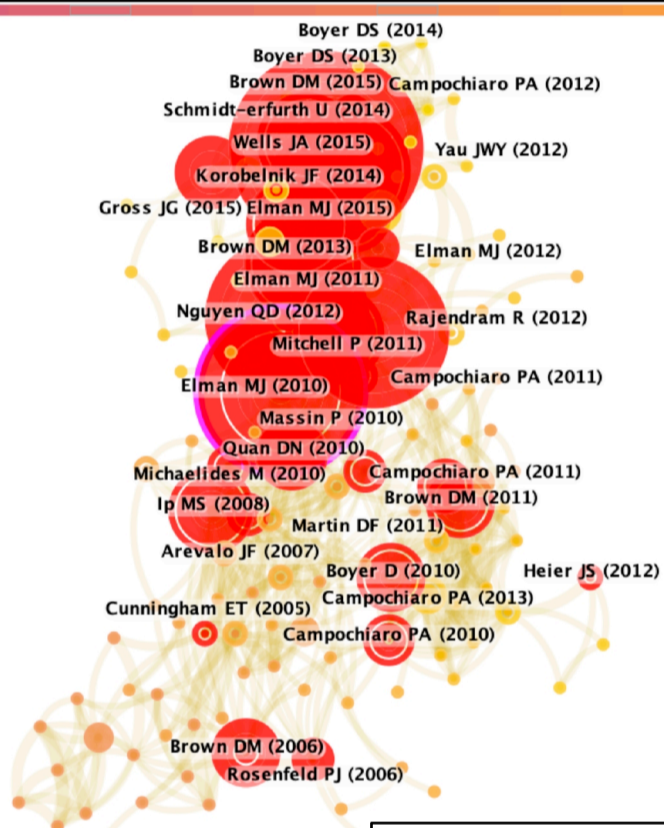 Boyer DS (2014)
Boyer DS (2013)
Brown DM (2015) Campochiaro PA (2012)
Schmidt-erfurth U (2014)
Wells JA (2015)
Yau JWY (2012)
Korobelnik JF (2014)
Gross JG (2015) Elman MJ (2015)
Brown DM (2013)
Elman MJ (2012)
Elman MJ (2011)
Nguyen QD (2012)
Rajendram R (2012)
Mitchell P (2011)
Campochiaro PA (2011)
Elman MJ (2010)
Massin P (2010)
Quan DN (2010)
Michaelides M (2010)
Campochiaro PA (2011)
Brown DM (2011)
Ip MS (2008)
Martin DF (2011)
Arevalo JF (2007)
Boyer D (2010)
Heier JS (2012)
Campochiaro PA (2013)
Cunningham ET (2005)
Campochiaro PA (2010)
Brown DM (2006)
Rosenfeld PJ (2006)